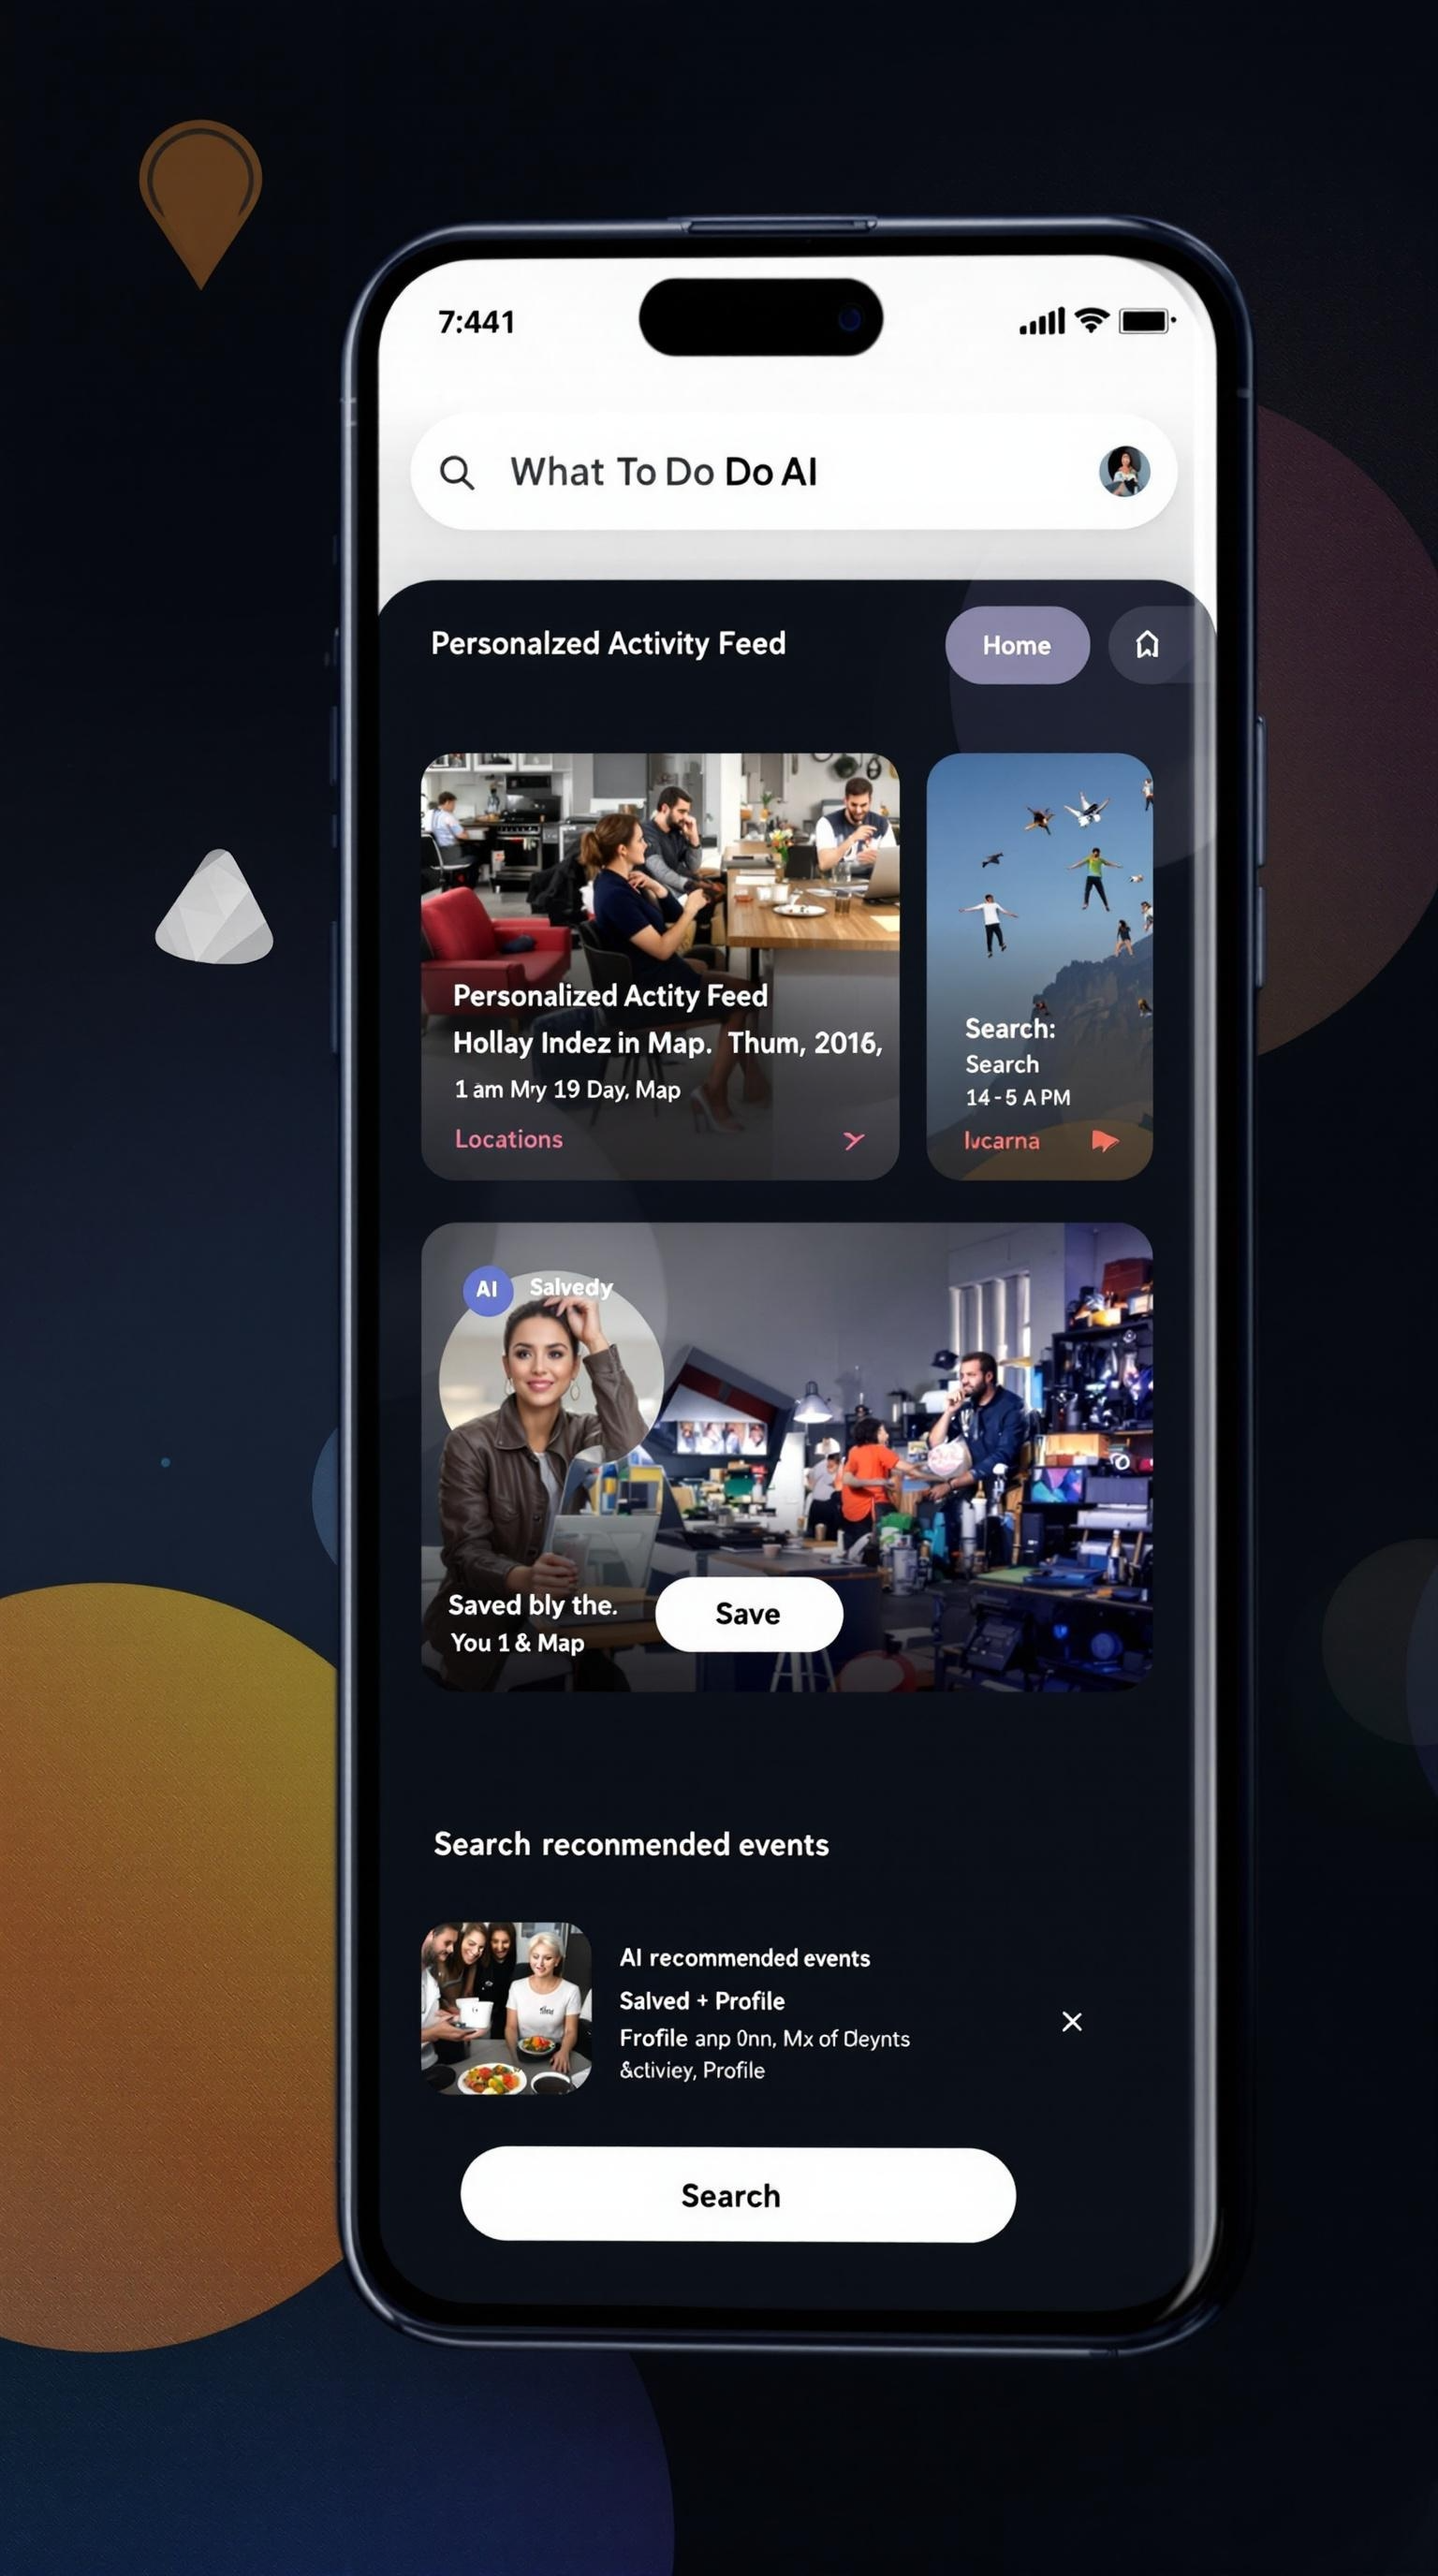 7:441
What To Do Do AI
Personalzed Activity Feed
Home
Personalized Actity Feed
Hollay Indez in Map. Thum, 2016,
1 am My 19 Day, Map
Locations
Search:
Search
14-5 A PM
lvcarna
AI Salvedy
Saved bly the.
You 1 & Map
Save
Search reconmended events
AI recommended events
Salved + Profile
Frofile anp 0nn, Mx of Deynts
&ctiviey, Profile
Search